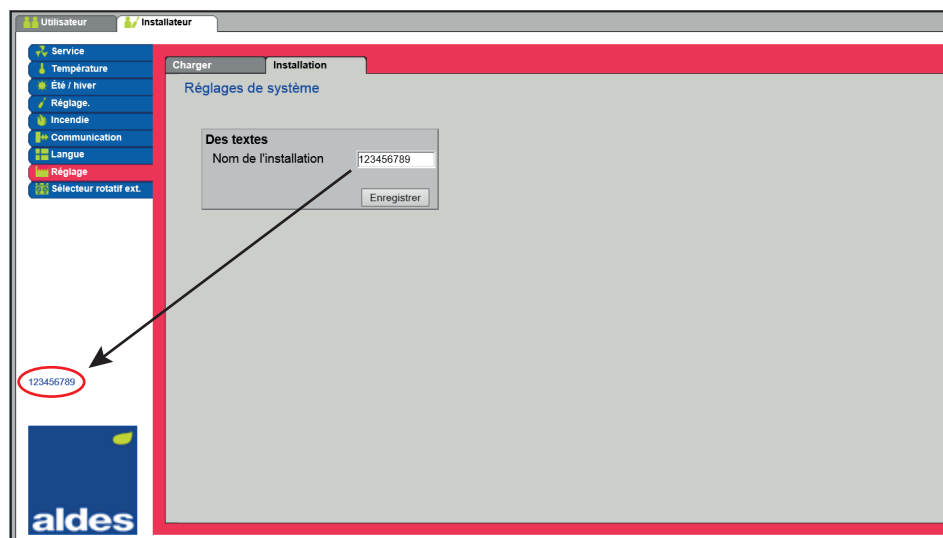 Utilisateur Installateur
Service
Température
Été / hiver
Réglage.
Incendie
Communication
Langue
Réglage
Sélecteur rotatif ext.
Charger Installation
Réglages de système
Des textes
Nom de l'installation 123456789
Enregistrer
123456789
aldes